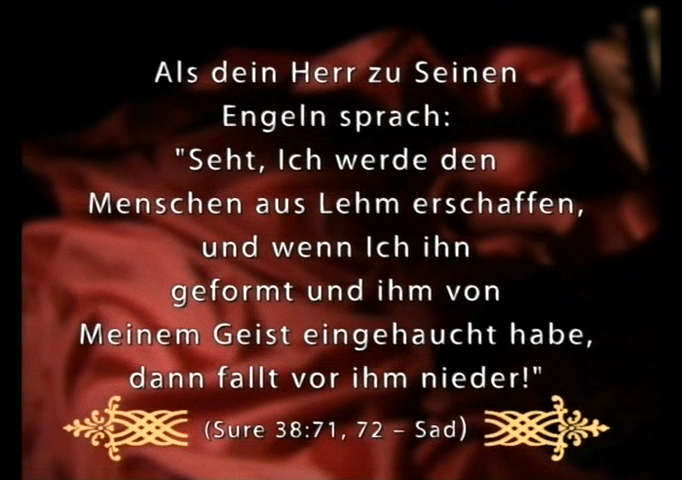 Als dein Herr zu Seinen
Engeln sprach:
"Seht, Ich werde den
Menschen aus Lehm erschaffen,
und wenn Ich ihn
geformt und ihm von
Meinem Geist eingehaucht habe,
dann fallt vor ihm nieder!"
(Sure 38:71, 72 – Sad)